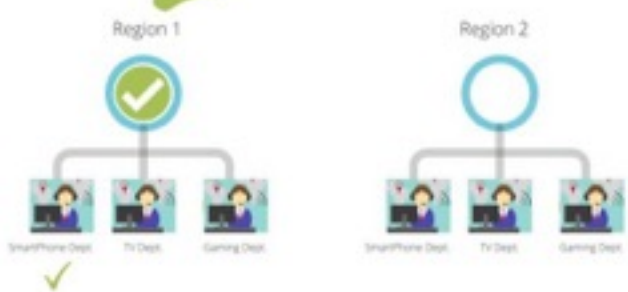 Region 1
Region 2
SmartPhone Dept.
TV Dept.
Gaming Dept.
SmartPhone Dept.
TV Dept.
Gaming Dept.